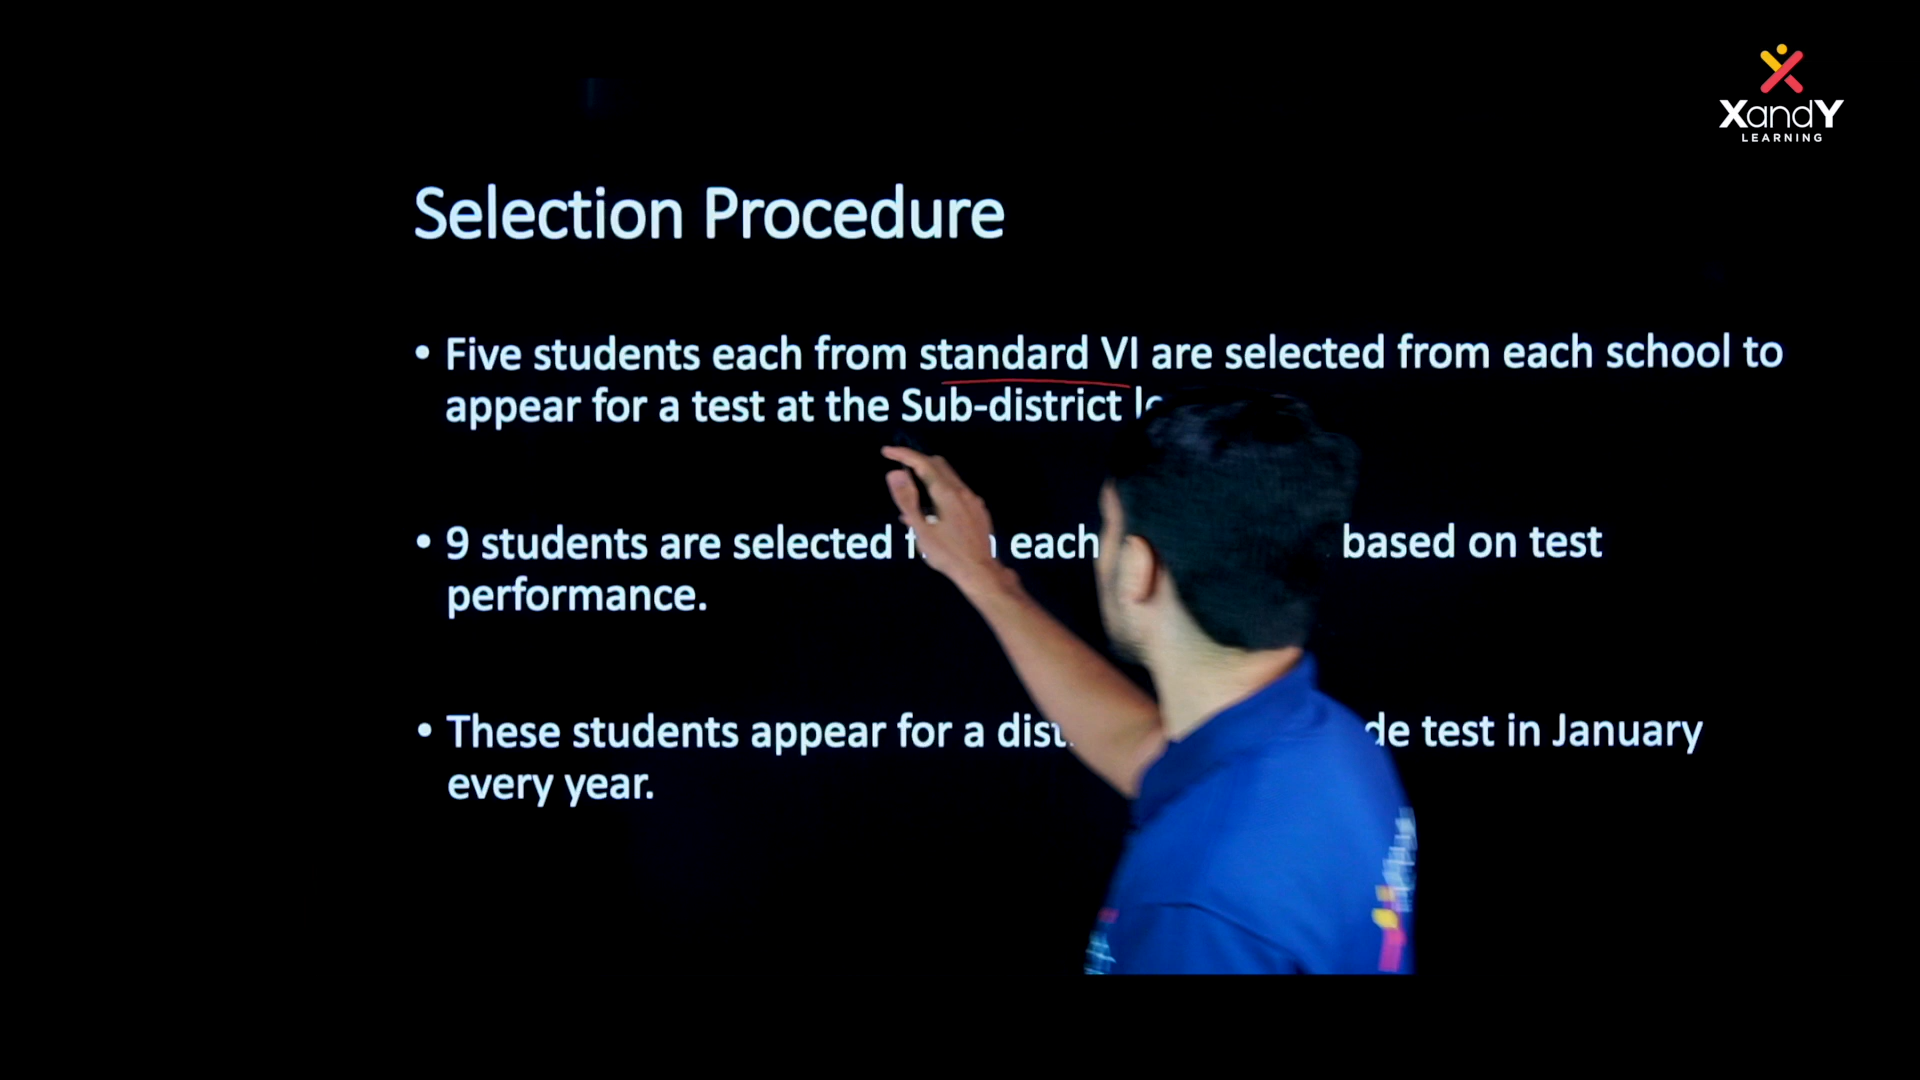 XandY
LEARNING
Selection Procedure
• Five students each from standard VI are selected from each school to
appear for a test at the Sub-district
• 9 students are selected each based on test
performance.
• These students appear for a test in January
every year.